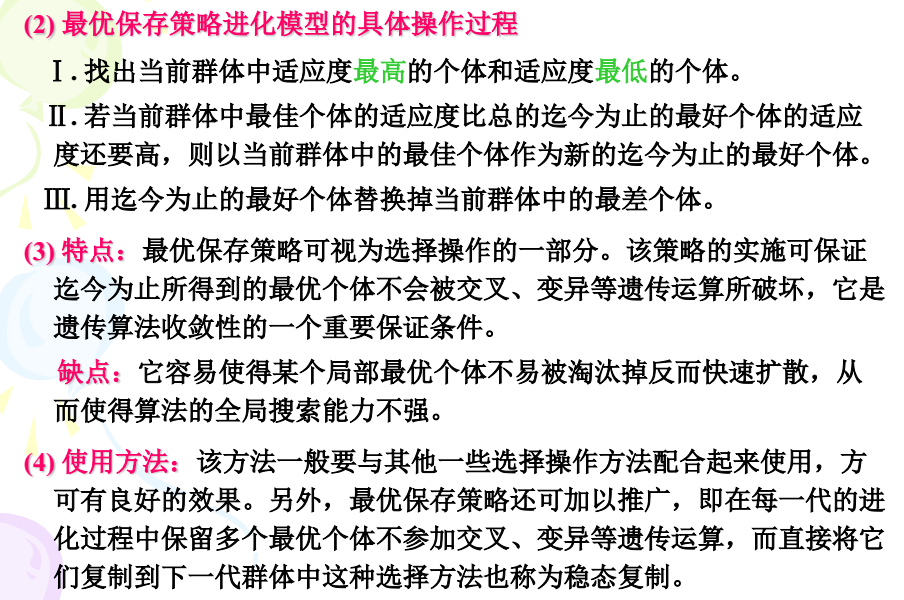 (2) 最优保存策略进化模型的具体操作过程
Ⅰ. 找出当前群体中适应度最高的个体和适应度最低的个体。
Ⅱ. 若当前群体中最佳个体的适应度比总的迄今为止的最好个体的适应
度还要高，则以当前群体中的最佳个体作为新的迄今为止的最好个体。
Ⅲ. 用迄今为止的最好个体替换掉当前群体中的最差个体。
(3) 特点：最优保存策略可视为选择操作的一部分。该策略的实施可保证
迄今为止所得到的最优个体不会被交叉、变异等遗传运算所破坏，它是
遗传算法收敛性的一个重要保证条件。
缺点：它容易使得某个局部最优个体不易被淘汰掉反而快速扩散，从
而使得算法的全局搜索能力不强。
(4) 使用方法：该方法一般要与其他一些选择操作方法配合起来使用，方
可有良好的效果。另外，最优保存策略还可加以推广，即在每一代的进
化过程中保留多个最优个体不参加交叉、变异等遗传运算，而直接将它
们复制到下一代群体中这种选择方法也称为稳态复制。